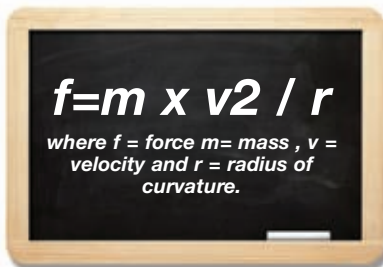 f=m x v2 / r
where f = force m= mass , v =
velocity and r = radius of
curvature.